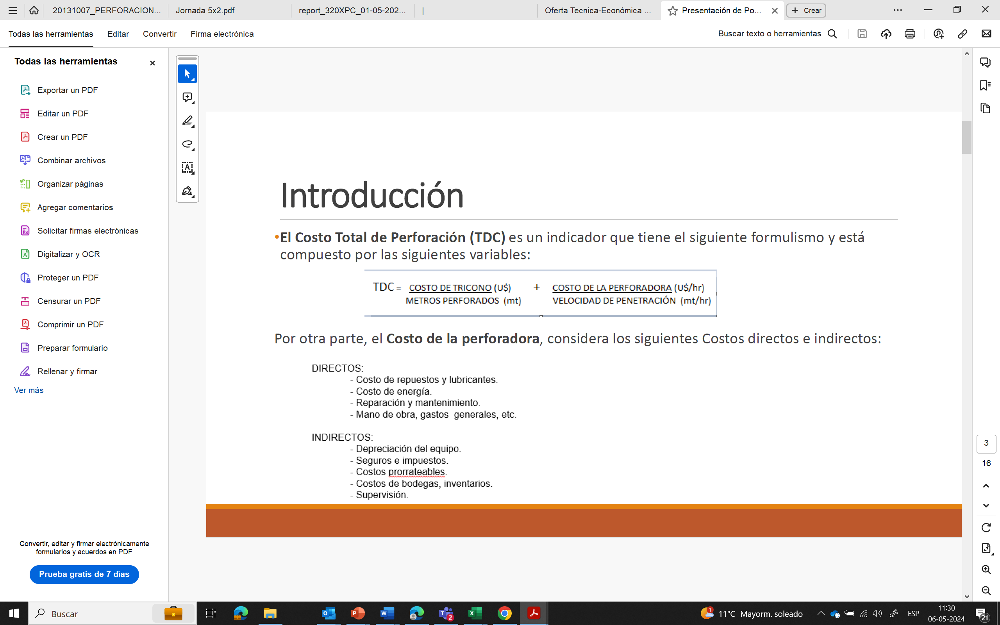 20131007_PERFORACION...
Jornada 5x2.pdf
report_320XPC_01-05-202...
|
Oferta Tecnica-Económica ...
Presentación de Po...
+ Crear
Todas las herramientas
Editar
Convertir
Firma electrónica
Buscar texto o herramientas
Todas las herramientas
Exportar un PDF
Editar un PDF
Crear un PDF
Combinar archivos
Organizar páginas
Agregar comentarios
Solicitar firmas electrónicas
Digitalizar y OCR
Proteger un PDF
Censurar un PDF
Comprimir un PDF
Preparar formulario
Rellenar y firmar
Ver más
Convertir, editar y firmar electrónicamente
formularios y acuerdos en PDF
Prueba gratis de 7 días
Introducción
•El Costo Total de Perforación (TDC) es un indicador que tiene el siguiente formulismo y está
compuesto por las siguientes variables:
TDC = COSTO DE TRICONO (U$) + COSTO DE LA PERFORADORA (U$/hr)
METROS PERFORADOS (mt) VELOCIDAD DE PENETRACIÓN (mt/hr)
Por otra parte, el Costo de la perforadora, considera los siguientes Costos directos e indirectos:
DIRECTOS:
- Costo de repuestos y lubricantes.
- Costo de energía.
- Reparación y mantenimiento.
- Mano de obra, gastos generales, etc.
INDIRECTOS:
- Depreciación del equipo.
- Seguros e impuestos.
- Costos prorrateables.
- Costos de bodegas, inventarios.
- Supervisión.
3
16
Buscar
2
1
11°C Mayorm. soleado
ESP
11:30
06-05-2024
21